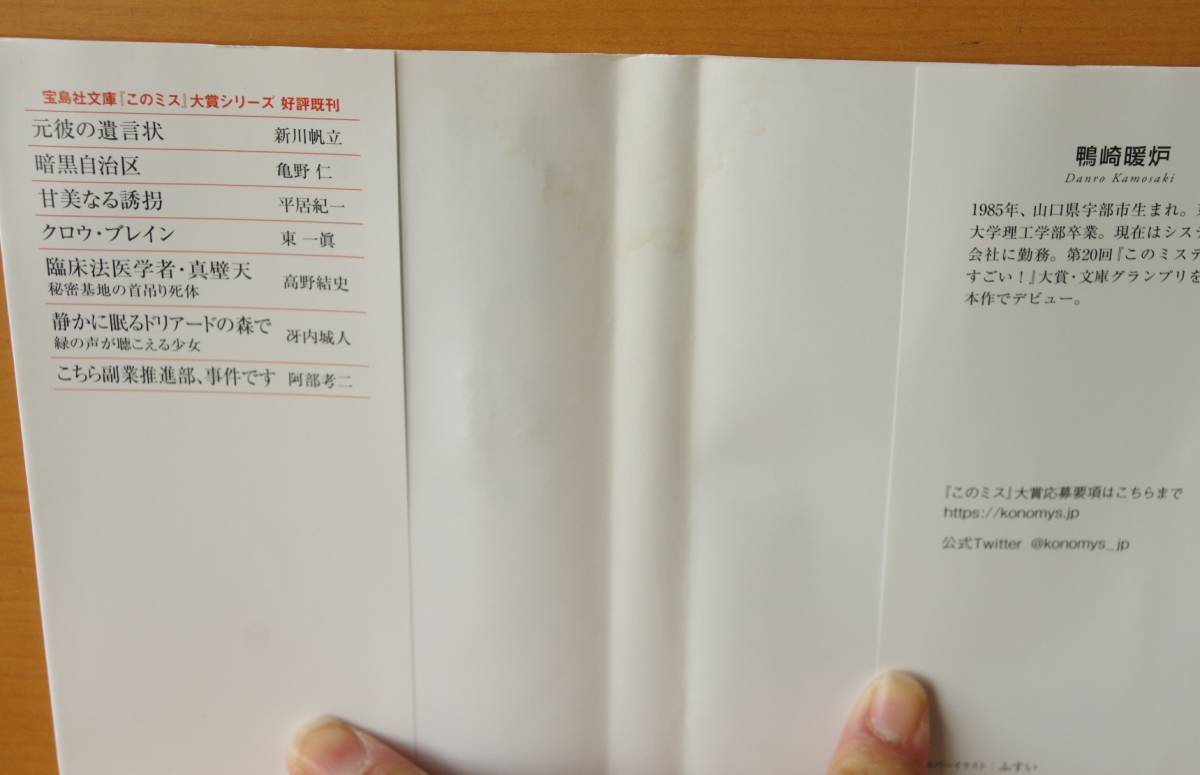 宝島社文庫『このミス』大賞シリーズ 好評既刊
元彼の遺言状 新川帆立
暗黒自治区 亀野 仁
甘美なる誘拐 平居紀一
クロウ・ブレイン 東 一眞
臨床法医学者・真壁天 高野結史
秘密基地の首吊り死体
静かに眠るドリアードの森で 冴内城人
緑の声が聴こえる少女
こちら副業推進部、事件です 阿部考二
鴨崎暖炉
Danro Kamosaki
1985年、山口県宇部市生まれ。
大学理工学部卒業。現在はシステ
会社に勤務。第20回『このミステ
すごい!』大賞・文庫グランプリを
本作でデビュー。
『このミス』大賞応募要項はこちらまで
https://konomys.jp
公式Twitter @konomys_jp
カバーイラスト:ふすい